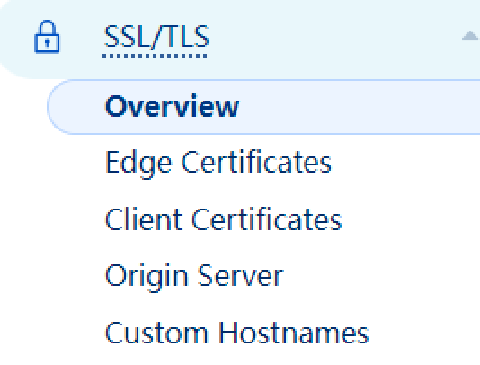 SSL/TLS
Overview
Edge Certificates
Client Certificates
Origin Server
Custom Hostnames